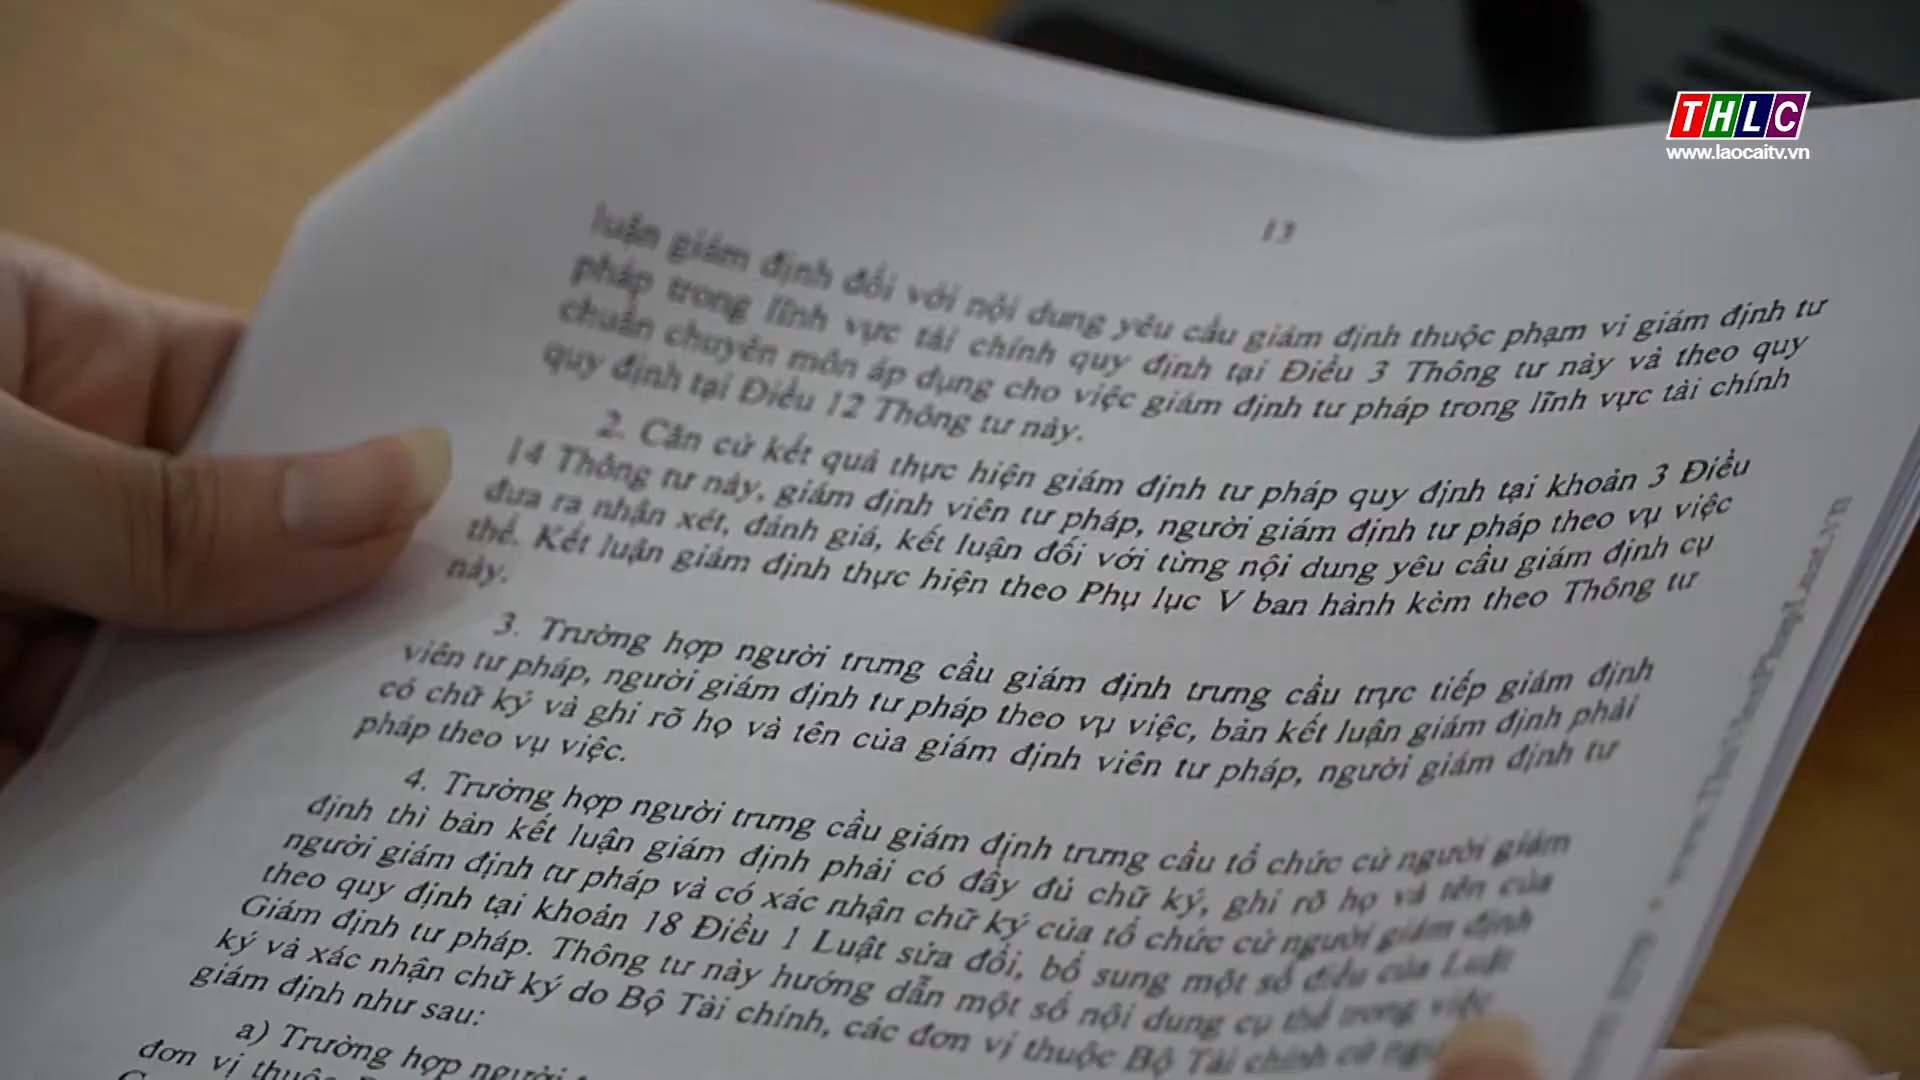 THLC
www.laocaitv.vn
13
luận giám định đối với nội dung yêu cầu giám định thuộc phạm vi giám định tư
pháp trong lĩnh vực tài chính quy định tại Điều 3 Thông tư này và theo quy
chuẩn chuyên môn áp dụng cho việc giám định tư pháp trong lĩnh vực tài chính
quy định tại Điều 12 Thông tư này.
2. Căn cứ kết quả thực hiện giám định tư pháp quy định tại khoản 3 Điều
14 Thông tư này, giám định viên tư pháp, người giám định tư pháp theo vụ việc
đưa ra nhận xét, đánh giá, kết luận đối với từng nội dung yêu cầu giám định cụ
thể. Kết luận giám định thực hiện theo Phụ lục V ban hành kèm theo Thông tư
này.
3. Trường hợp người trưng cầu giám định trưng cầu trực tiếp giám định
viên tư pháp, người giám định tư pháp theo vụ việc, bản kết luận giám định phải
có chữ ký và ghi rõ họ và tên của giám định viên tư pháp, người giám định tư
pháp theo vụ việc.
4. Trường hợp người trưng cầu giám định trưng cầu tổ chức cử người giám
định thì bản kết luận giám định phải có đầy đủ chữ ký, ghi rõ họ và tên của
người giám định tư pháp và có xác nhận chữ ký của tổ chức cử người giám định
theo quy định tại khoản 18 Điều 1 Luật sửa đổi, bổ sung một số điều của Luật
Giám định tư pháp. Thông tư này hướng dẫn một số nội dung cụ thể trong việc
ký và xác nhận chữ ký do Bộ Tài chính, các đơn vị thuộc Bộ Tài chính cử
giám định như sau:
a) Trường hợp người
đơn vị thuộc
www.ThuVienPhapLuat.vn